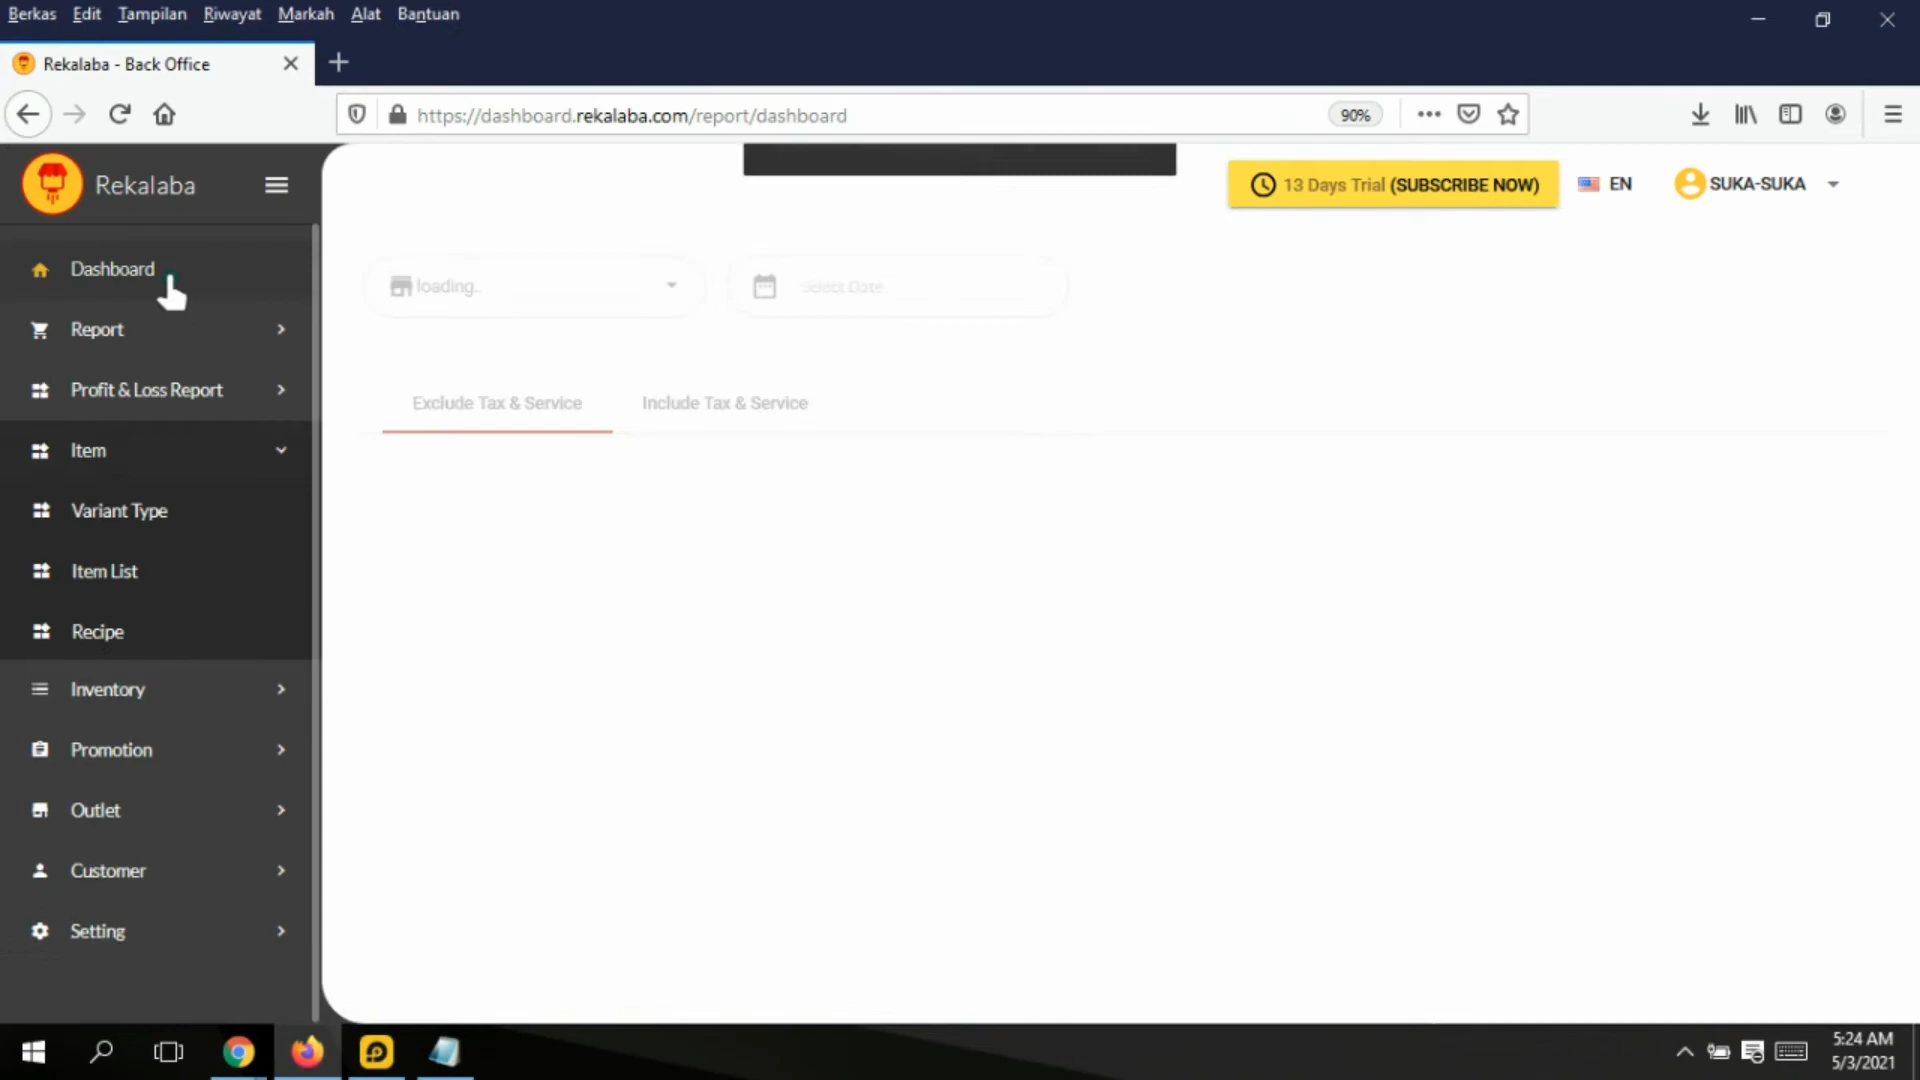 Berkas Edit Tampilan Riwayat Markah Alat Bantuan
Rekalaba - Back Office
https://dashboard.rekalaba.com/report/dashboard
90%
Rekalaba
13 Days Trial (SUBSCRIBE NOW)
EN
SUKA-SUKA
Dashboard
loading..
Select Date
Report
Profit & Loss Report
Exclude Tax & Service
Include Tax & Service
Item
Variant Type
Item List
Recipe
Inventory
Promotion
Outlet
Customer
Setting
5:24 AM
5/3/2021